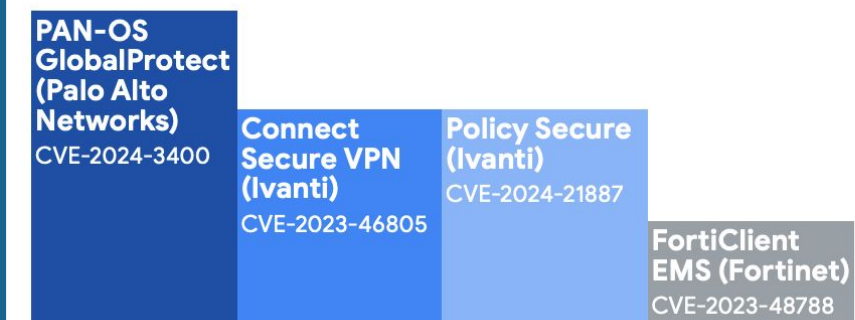 PAN-OS
GlobalProtect
(Palo Alto
Networks)
CVE-2024-3400
Connect
Secure VPN
(Ivanti)
CVE-2023-46805
Policy Secure
(Ivanti)
CVE-2024-21887
FortiClient
EMS (Fortinet)
CVE-2023-48788